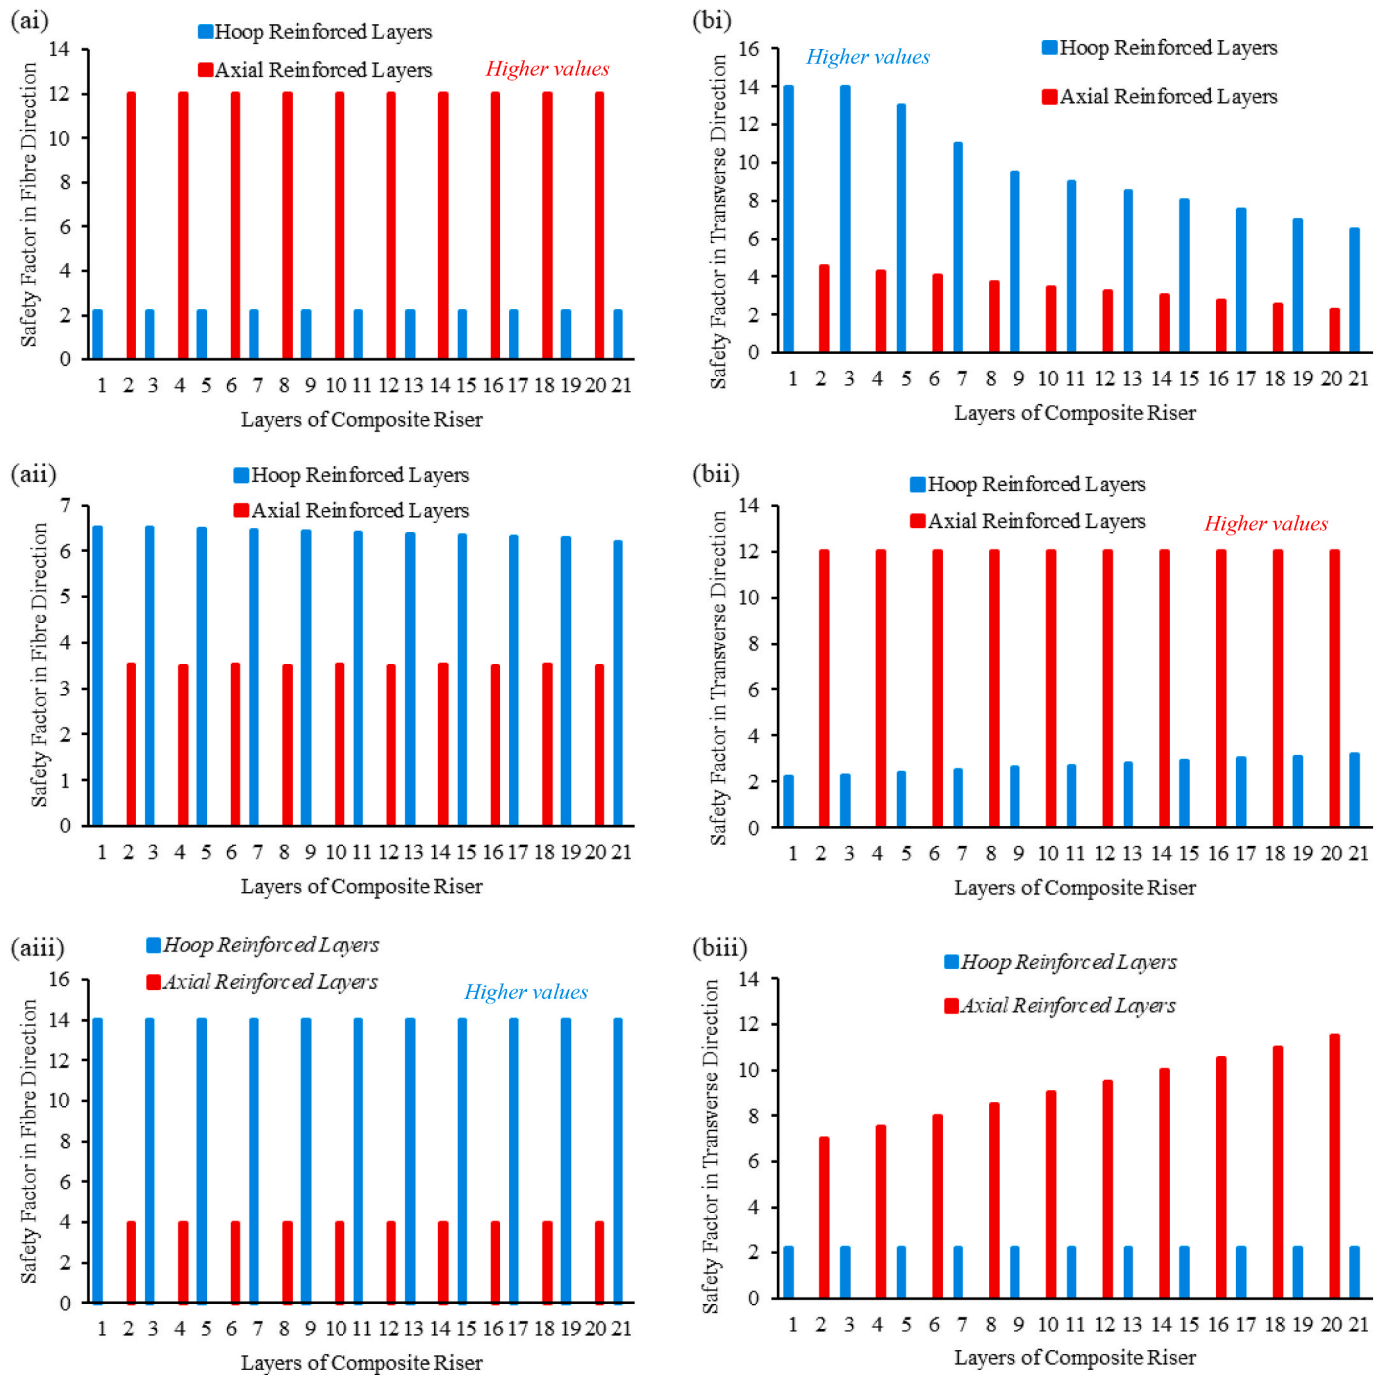 (ai)
Hoop Reinforced Layers
Axial Reinforced Layers
Higher values
Safety Factor in Fibre Direction
14
12
10
8
6
4
2
0
1 2 3 4 5 6 7 8 9 10 11 12 13 14 15 16 17 18 19 20 21
Layers of Composite Riser
(bi)
Higher values
Hoop Reinforced Layers
Axial Reinforced Layers
Safety Factor in Transverse Direction
16
14
12
10
8
6
4
2
0
1 2 3 4 5 6 7 8 9 10 11 12 13 14 15 16 17 18 19 20 21
Layers of Composite Riser
(aii)
Hoop Reinforced Layers
Axial Reinforced Layers
Safety Factor in Fibre Direction
7
6
5
4
3
2
1
0
1 2 3 4 5 6 7 8 9 10 11 12 13 14 15 16 17 18 19 20 21
Layers of Composite Riser
(bii)
Hoop Reinforced Layers
Axial Reinforced Layers
Higher values
Safety Factor in Transverse Direction
14
12
10
8
6
4
2
0
1 2 3 4 5 6 7 8 9 10 11 12 13 14 15 16 17 18 19 20 21
Layers of Composite Riser
(aiii)
Hoop Reinforced Layers
Axial Reinforced Layers
Higher values
Safety Factor in Fibre Direction
16
14
12
10
8
6
4
2
0
1 2 3 4 5 6 7 8 9 10 11 12 13 14 15 16 17 18 19 20 21
Layers of Composite Riser
(biii)
Hoop Reinforced Layers
Axial Reinforced Layers
Safety Factor in Transverse Direction
14
12
10
8
6
4
2
0
1 2 3 4 5 6 7 8 9 10 11 12 13 14 15 16 17 18 19 20 21
Layers of Composite Riser